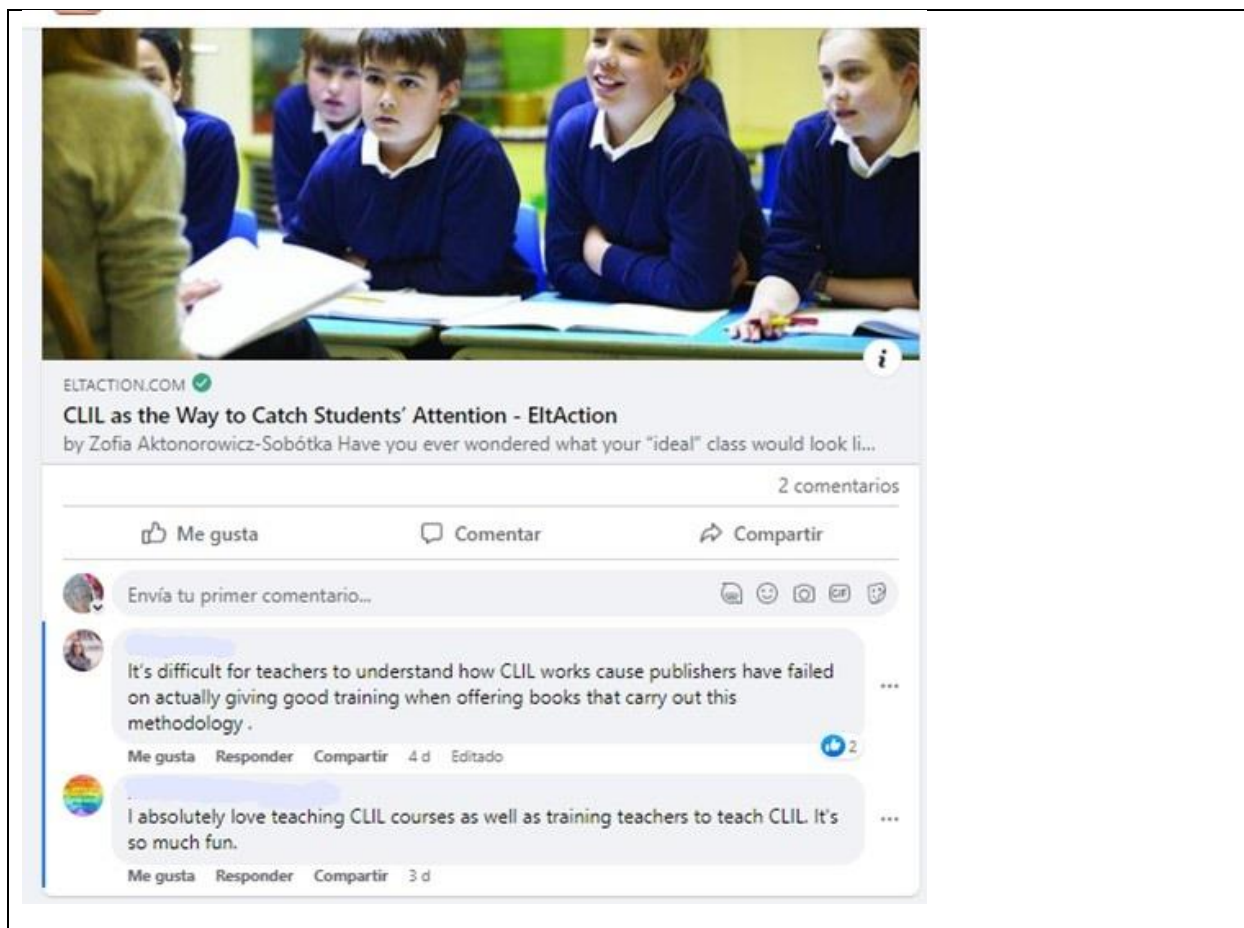 ELTACTION.COM
CLIL as the Way to Catch Students' Attention - EltAction
by Zofia Aktonorowicz-Sobótka Have you ever wondered what your "ideal" class would look li...
2 comentarios
Me gusta Comentar Compartir
Envía tu primer comentario...
GIF
It's difficult for teachers to understand how CLIL works cause publishers have failed
on actually giving good training when offering books that carry out this
methodology .
2
Me gusta Responder Compartir 4 d Editado
I absolutely love teaching CLIL courses as well as training teachers to teach CLIL. It's
so much fun.
Me gusta Responder Compartir 3 d